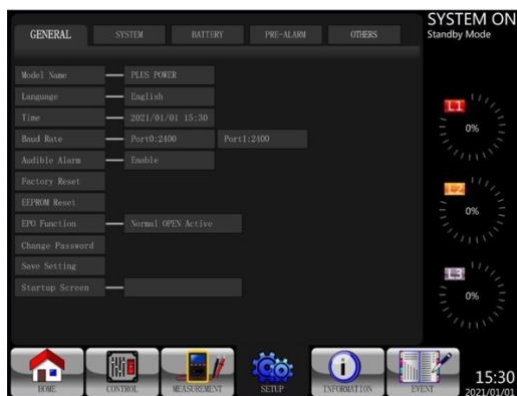 SYSTEM ON
Standby Mode
GENERAL SYSTEM BATTERY PRE-ALARM OTHERS
Model Name PLUS POWER
Language English
Time 2021/01/01 15:30
Baud Rate Port0:2400 Port1:2400
Audible Alarm Enable
Factory Reset
EEPROM Reset
EPO Function Normal OPEN Active
Change Password
Save Setting
Startup Screen
L1
0%
L2
0%
L3
0%
HOME CONTROL MEASUREMENT SETUP INFORMATION EVENT
15:30
2021/01/01